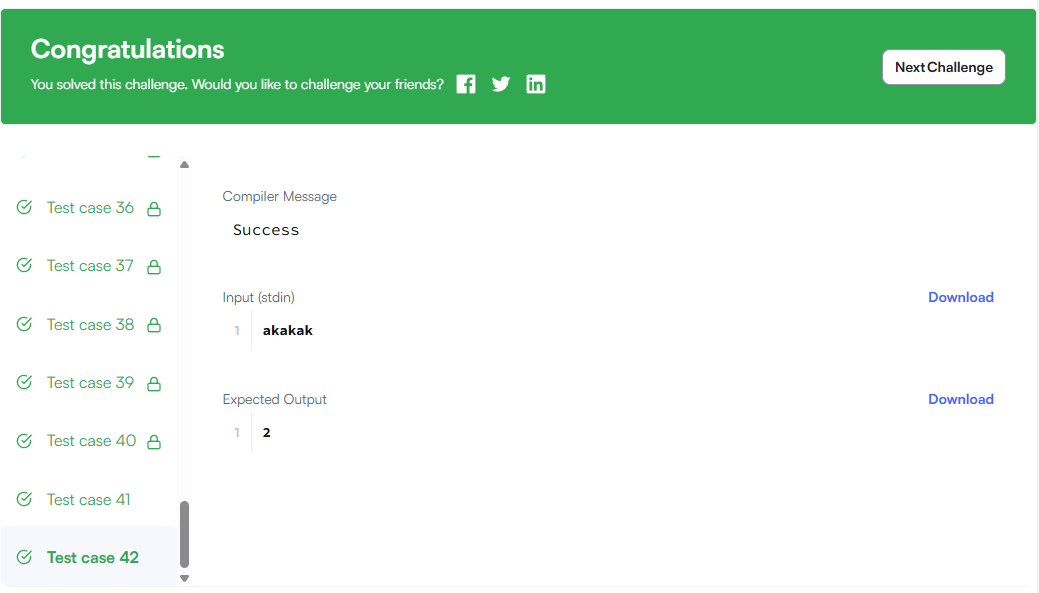 Congratulations
You solved this challenge. Would you like to challenge your friends?
Next Challenge
Test case 36
Test case 37
Test case 38
Test case 39
Test case 40
Test case 41
Test case 42
Compiler Message
Success
Input (stdin)
Download
1 akakak
Expected Output
Download
1 2